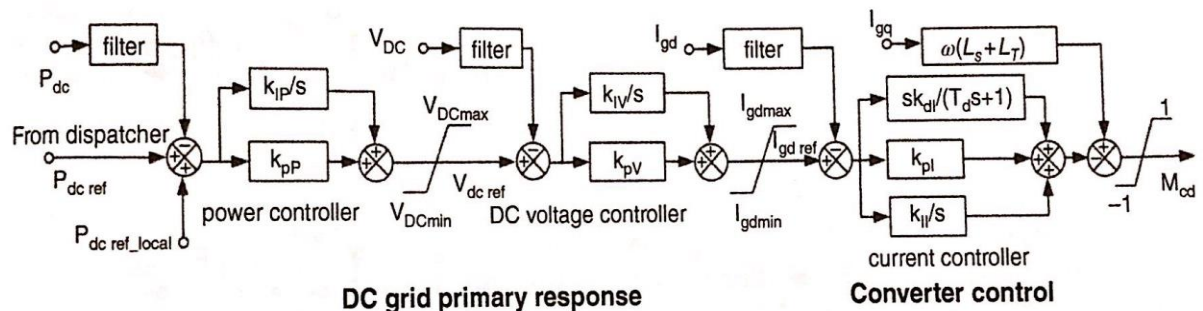 P_dc
filter
From dispatcher
P_dc ref
P_dc ref_local
k_IP/s
k_pP
power controller
V_DCmax
V_DCmin
V_dc ref
V_DC
filter
k_IV/s
k_pV
DC voltage controller
I_gdmax
I_gd ref
I_gdmin
I_gd
filter
I_gq
ω(L_s+L_T)
sk_dI/(T_ds+1)
k_pI
k_II/s
current controller
1
−1
M_cd
DC grid primary response
Converter control